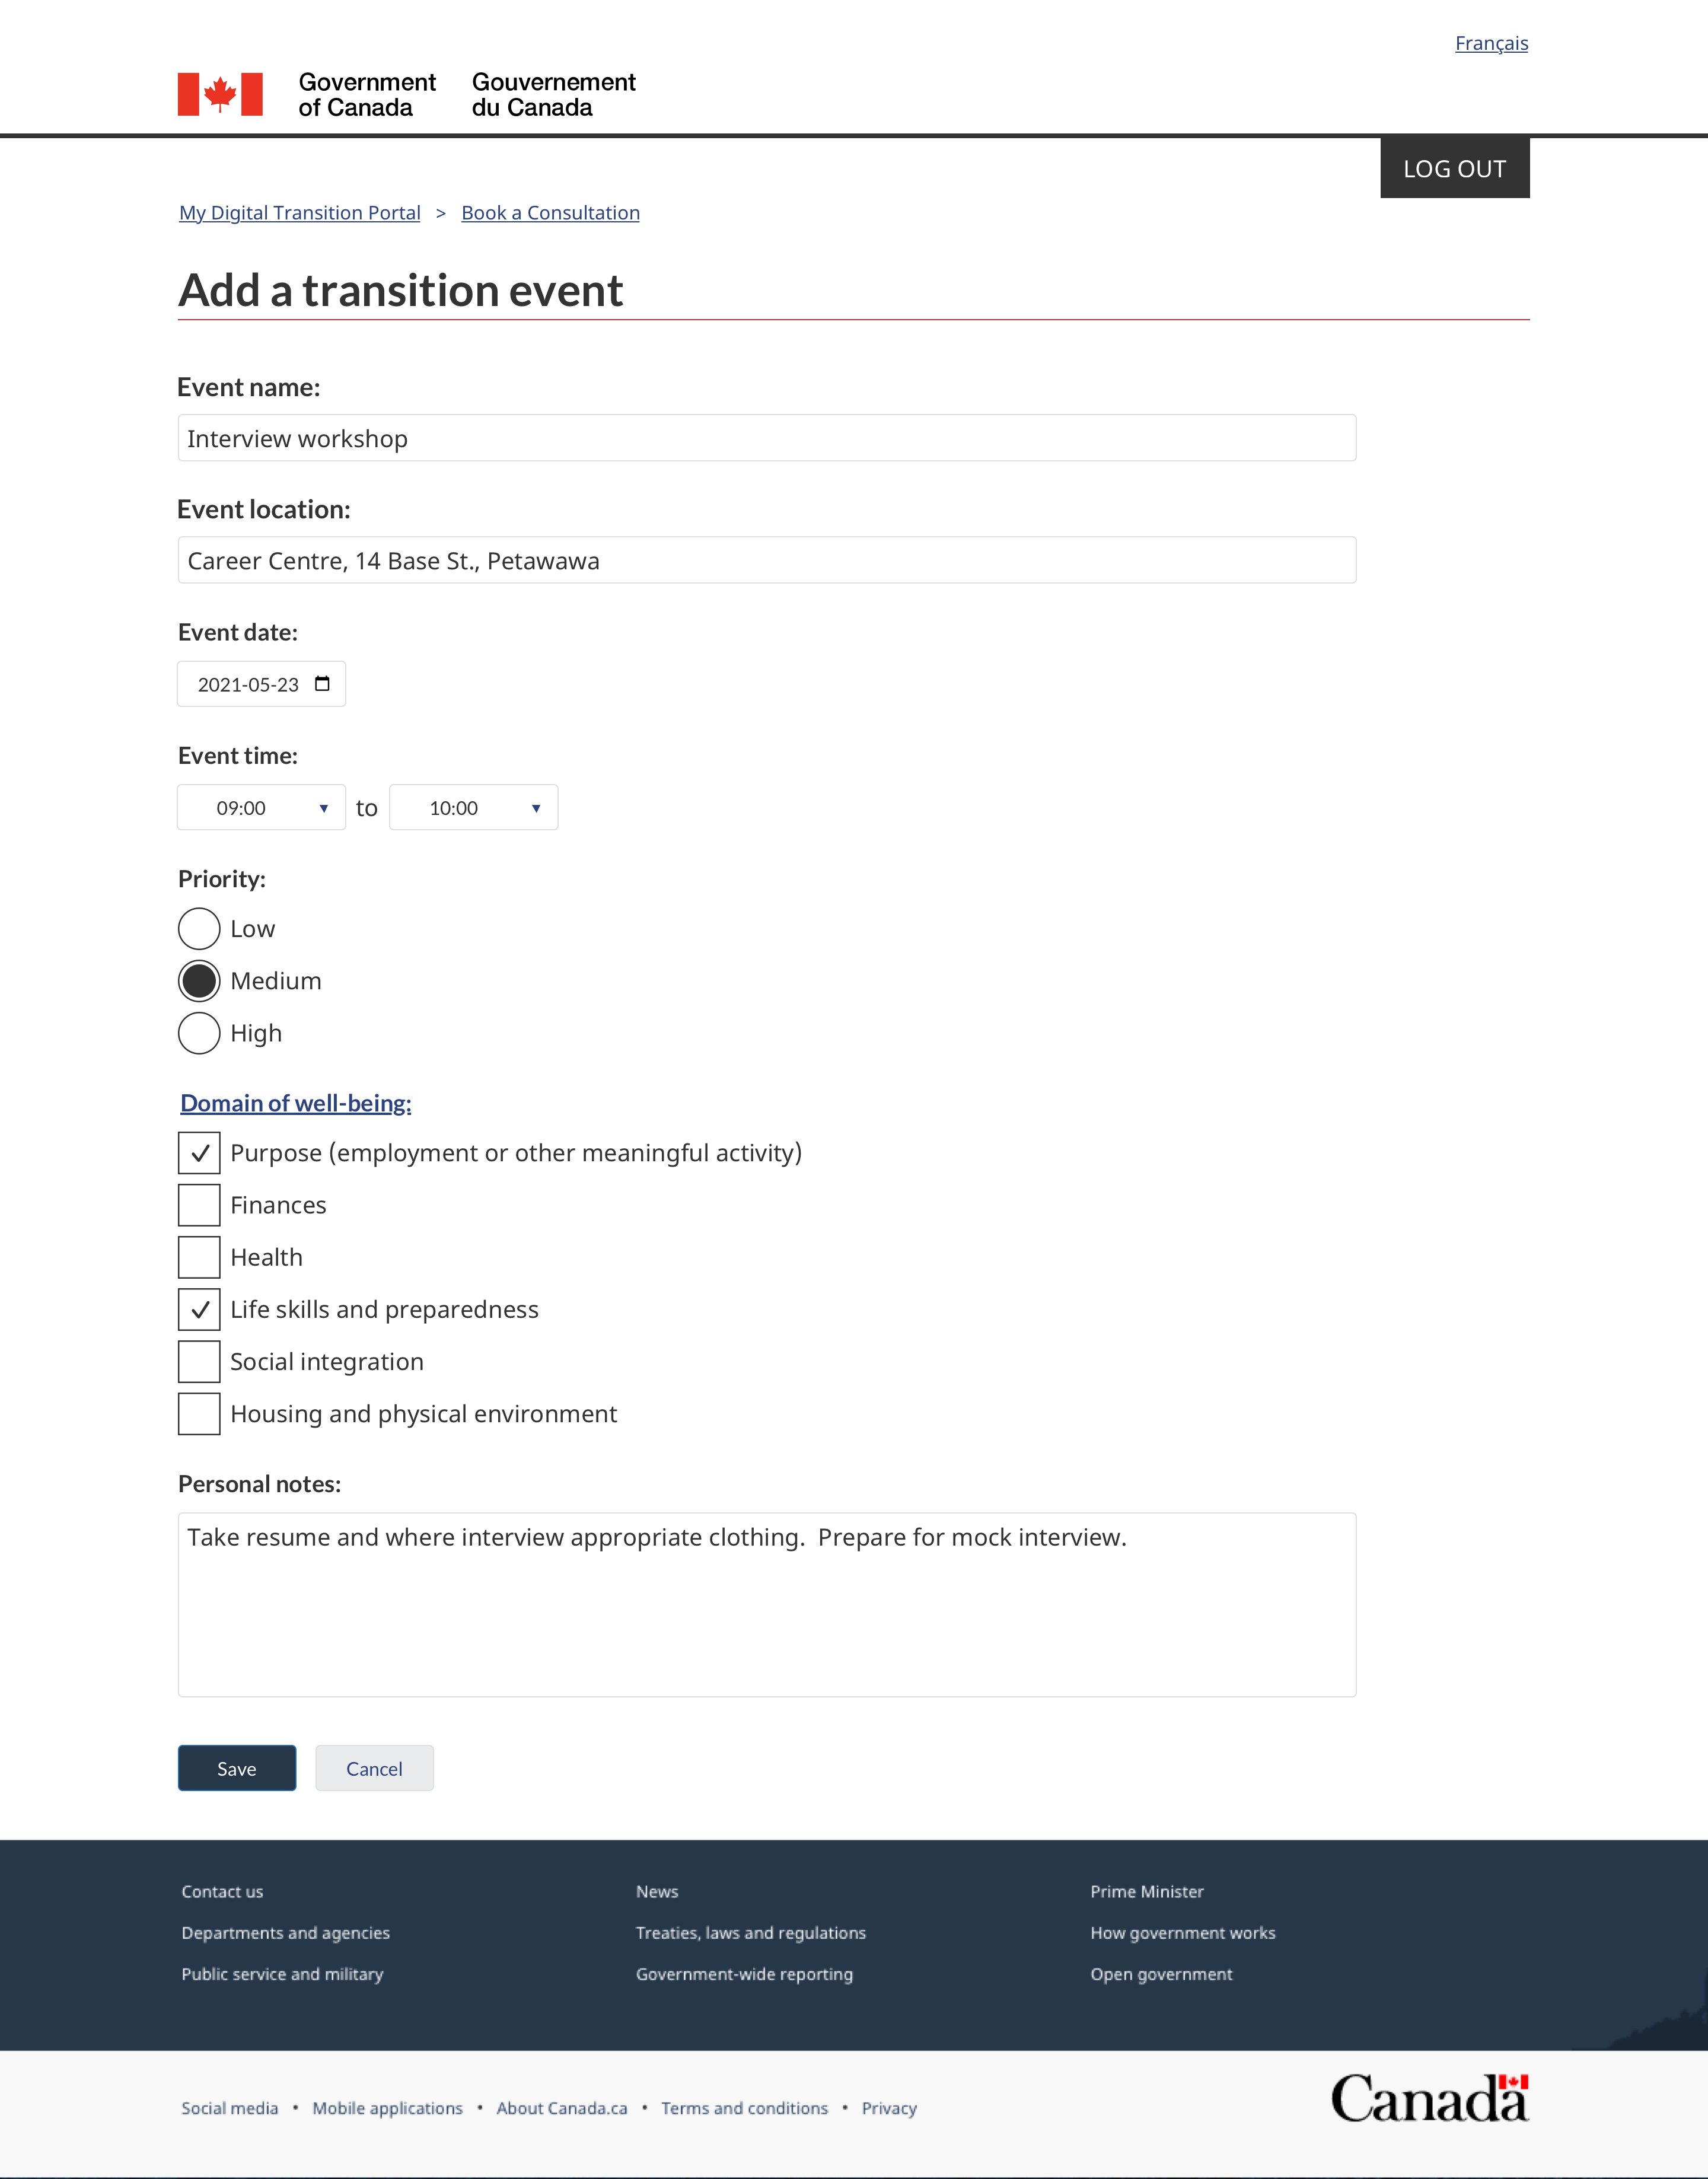 Français
Government of Canada
Gouvernement du Canada
LOG OUT
My Digital Transition Portal > Book a Consultation
Add a transition event
Event name:
Interview workshop
Event location:
Career Centre, 14 Base St., Petawawa
Event date:
2021-05-23
Event time:
09:00 to 10:00
Priority:
Low
Medium
High
Domain of well-being:
Purpose (employment or other meaningful activity)
Finances
Health
Life skills and preparedness
Social integration
Housing and physical environment
Personal notes:
Take resume and where interview appropriate clothing.  Prepare for mock interview.
Save Cancel
Contact us News Prime Minister
Departments and agencies Treaties, laws and regulations How government works
Public service and military Government-wide reporting Open government
Social media • Mobile applications • About Canada.ca • Terms and conditions • Privacy
Canada